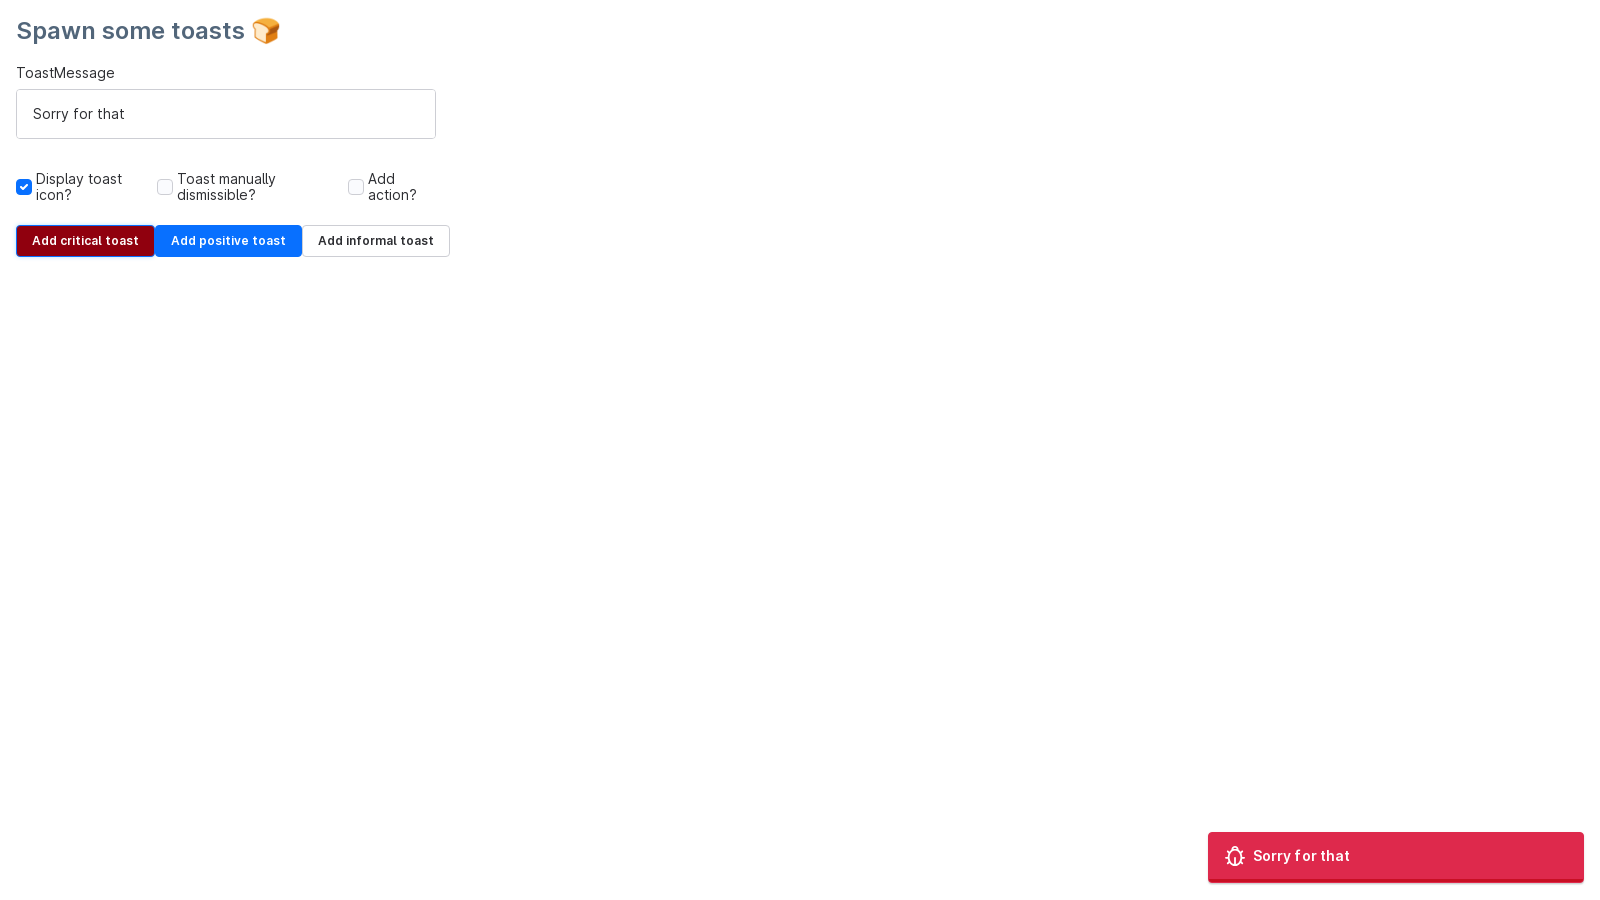 Spawn some toasts 🍞
ToastMessage
Sorry for that
Display toast icon?
Toast manually dismissible?
Add action?
Add critical toast
Add positive toast
Add informal toast
Sorry for that